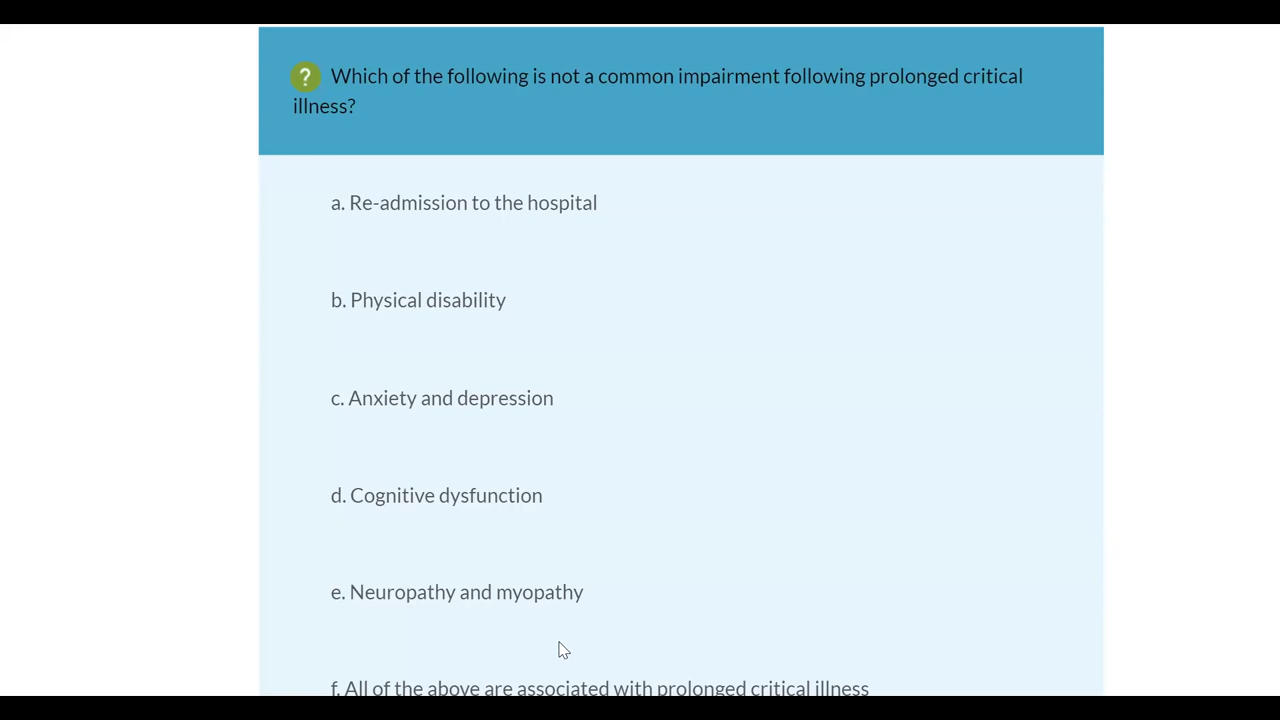 ? Which of the following is not a common impairment following prolonged critical
illness?
a. Re-admission to the hospital
b. Physical disability
c. Anxiety and depression
d. Cognitive dysfunction
e. Neuropathy and myopathy
f. All of the above are associated with prolonged critical illness